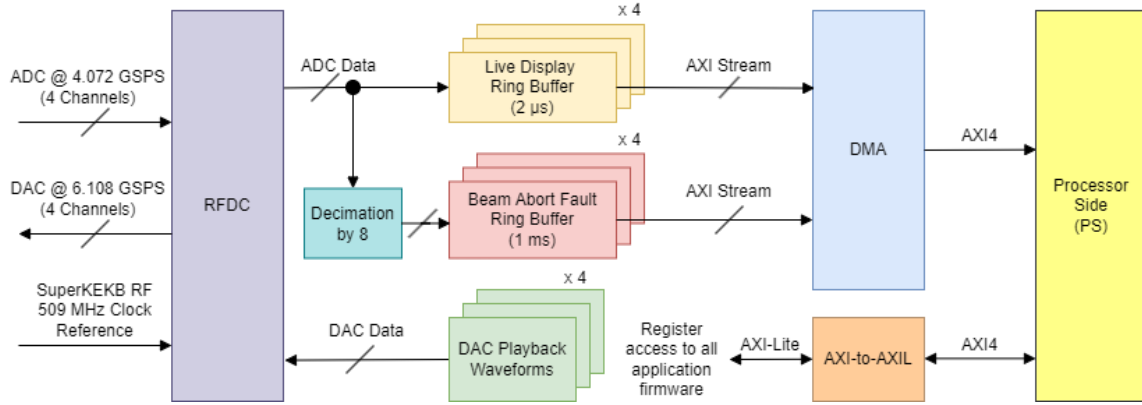 ADC @ 4.072 GSPS
(4 Channels)
DAC @ 6.108 GSPS
(4 Channels)
SuperKEKB RF
509 MHz Clock
Reference
RFDC
ADC Data
x 4
Live Display
Ring Buffer
(2 µs)
AXI Stream
Decimation
by 8
x 4
Beam Abort Fault
Ring Buffer
(1 ms)
AXI Stream
DMA
AXI4
Processor
Side
(PS)
x 4
DAC Data
DAC Playback
Waveforms
Register
access to all
application
firmware
AXI-Lite
AXI-to-AXIL
AXI4